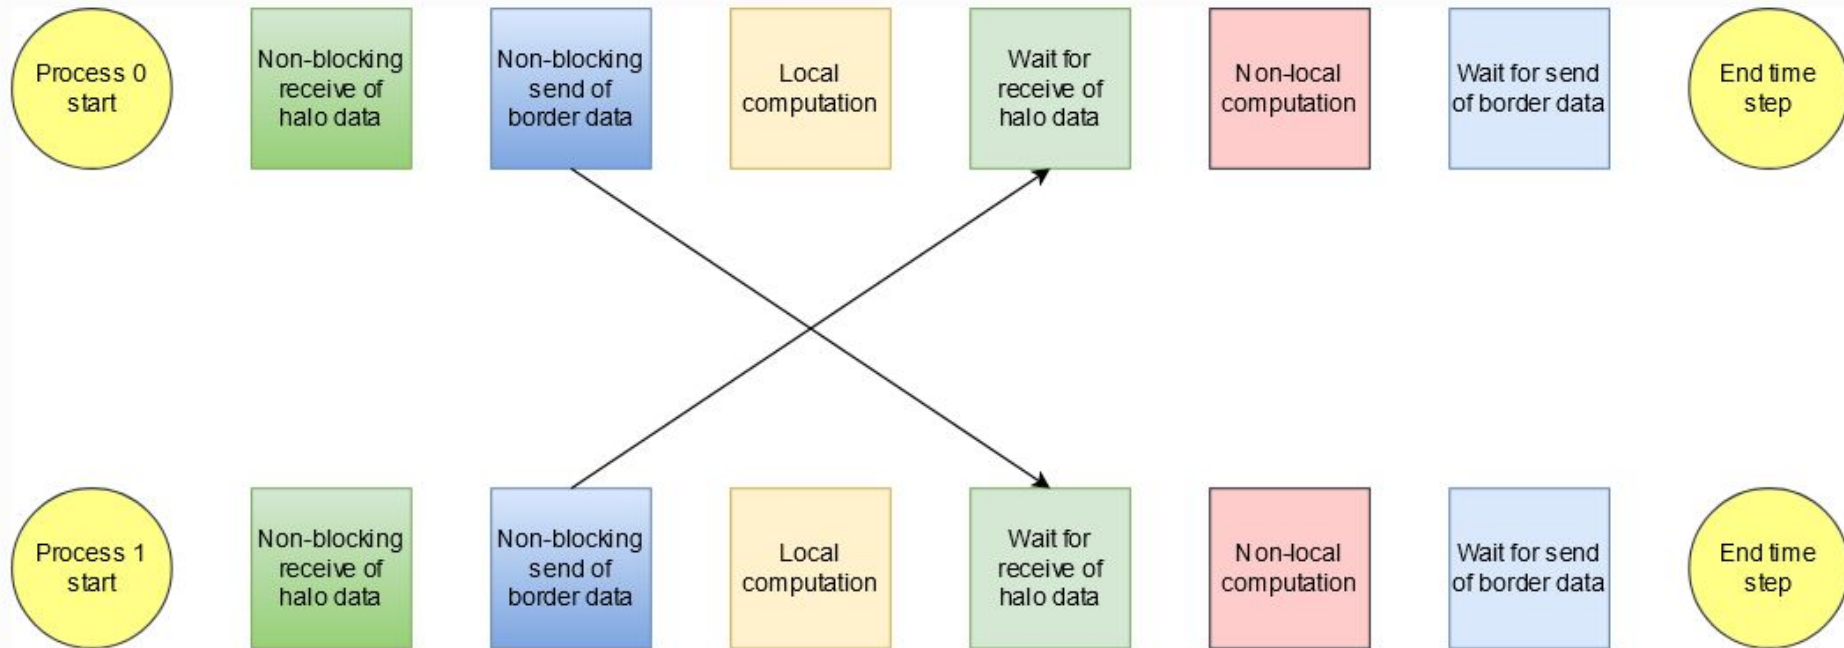 Process 0
start
Non-blocking
receive of
halo data
Non-blocking
send of
border data
Local
computation
Wait for
receive of
halo data
Non-local
computation
Wait for send
of border data
End time
step
Process 1
start
Non-blocking
receive of
halo data
Non-blocking
send of
border data
Local
computation
Wait for
receive of
halo data
Non-local
computation
Wait for send
of border data
End time
step